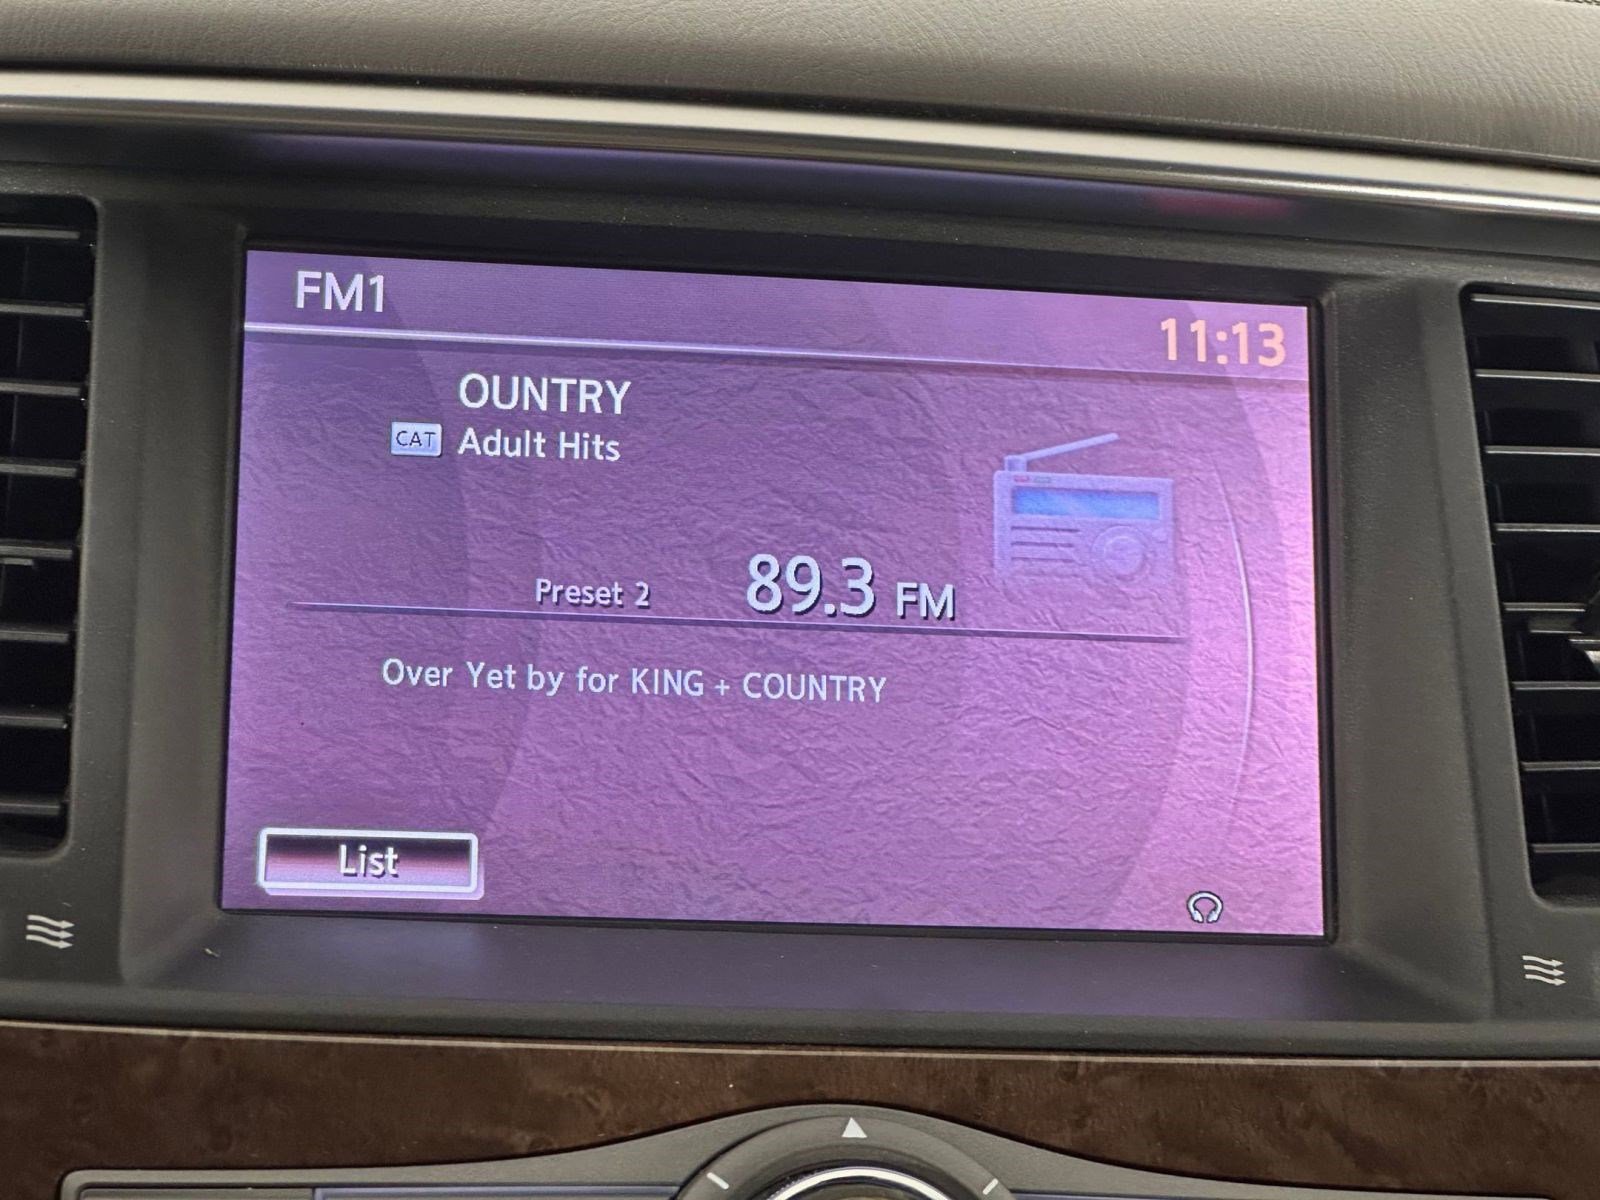 FM1
11:13
OUNTRY
CAT Adult Hits
Preset 2 89.3 FM
Over Yet by for KING + COUNTRY
List